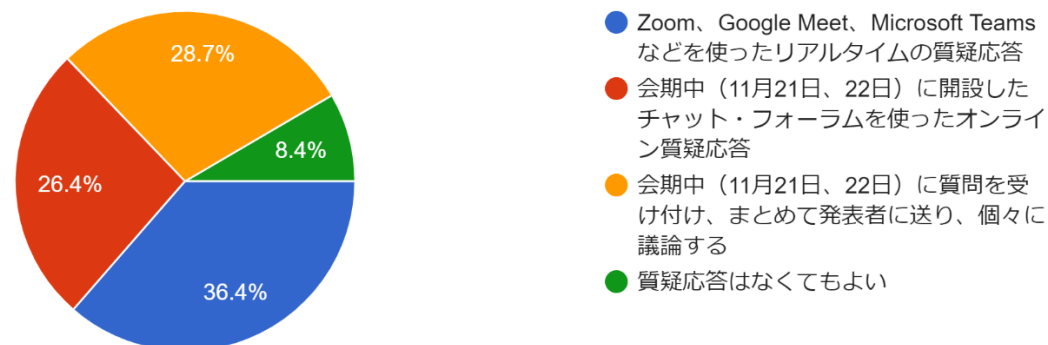 28.7%
8.4%
26.4%
36.4%
Zoom、Google Meet、Microsoft Teams
などを使ったリアルタイムの質疑応答
会期中（11月21日、22日）に開設した
チャット・フォーラムを使ったオンライ
ン質疑応答
会期中（11月21日、22日）に質問を受
け付け、まとめて発表者に送り、個々に
議論する
質疑応答はなくてもよい